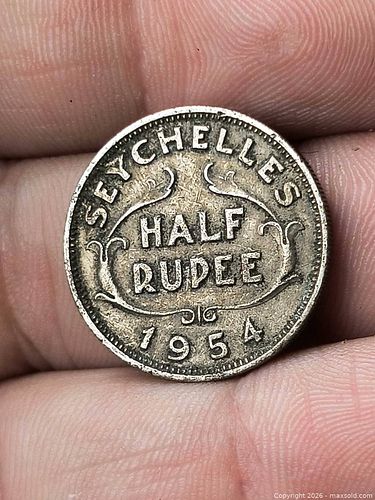 SEYCHELLES
HALF
RUPEE
1954
Copyright 2026 - maxsold.com